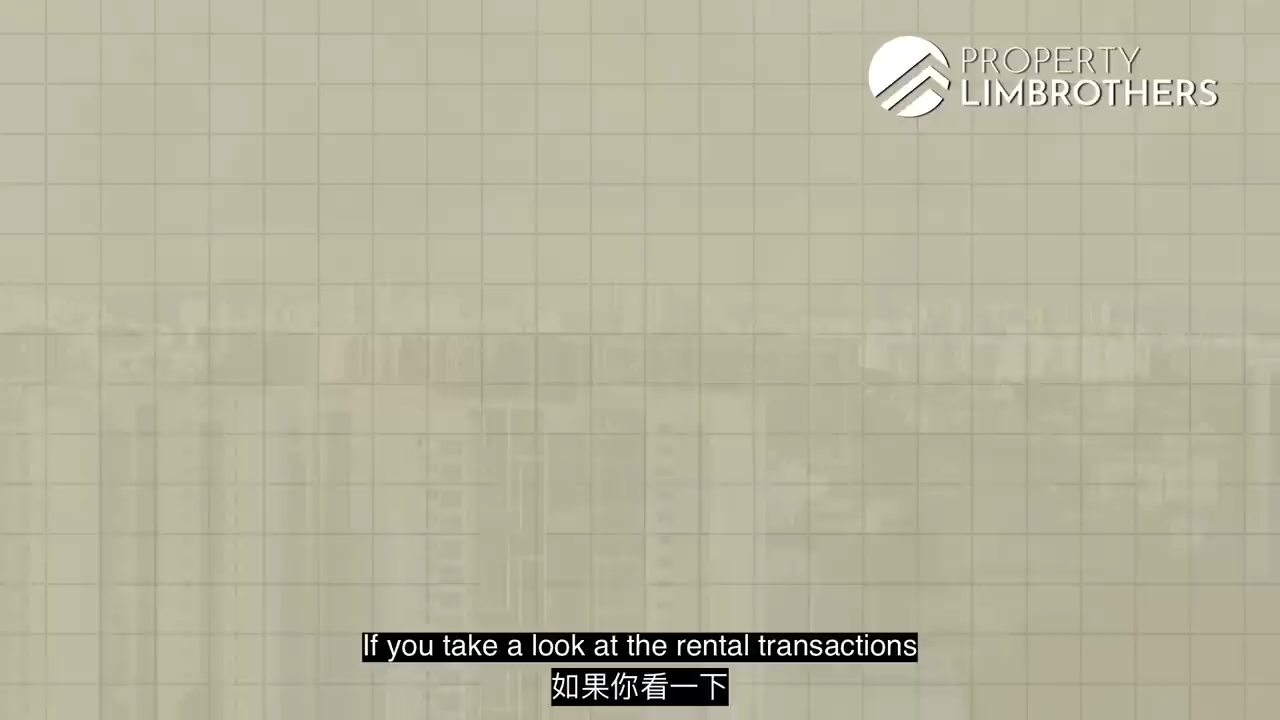 PROPERTY
LIMBROTHERS
If you take a look at the rental transactions
如果你看一下